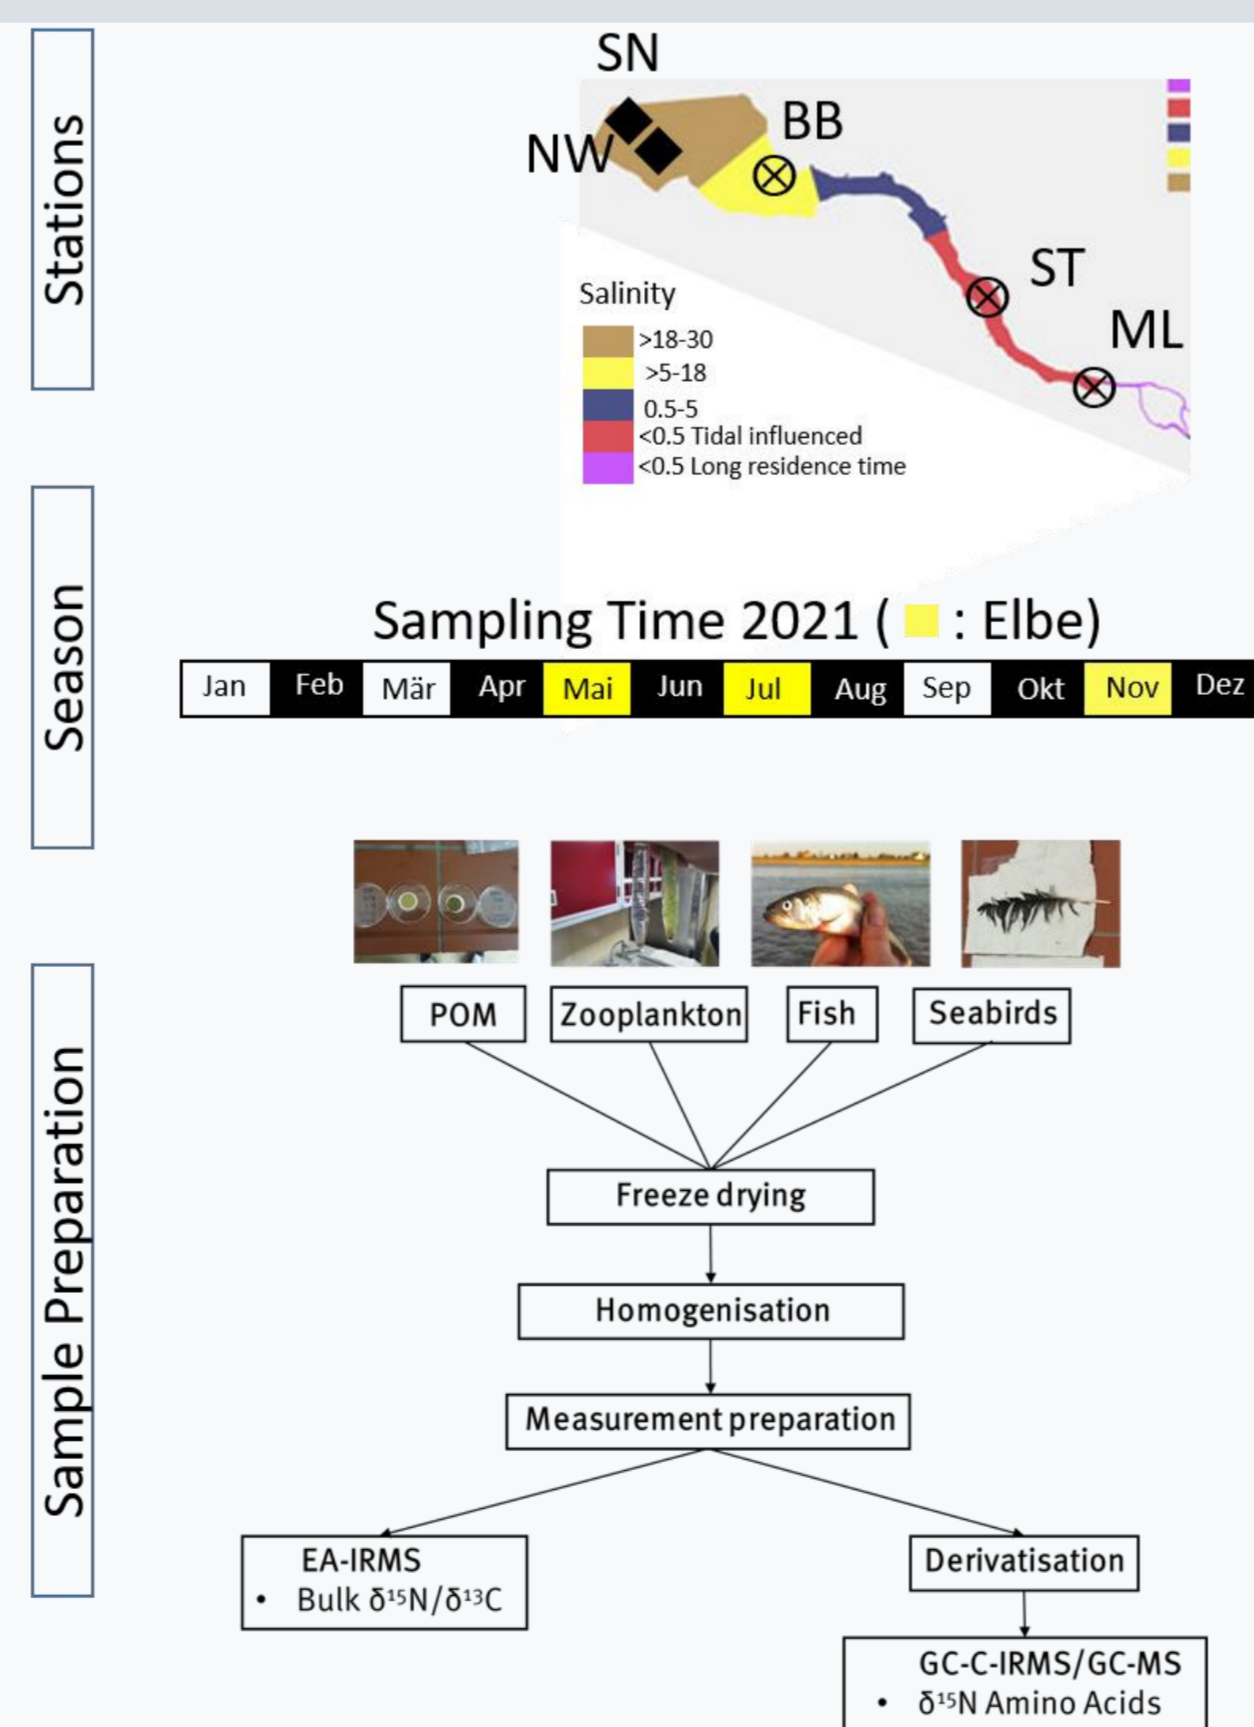 Stations
SN
BB
NW
ST
ML
Salinity
>18-30
>5-18
0.5-5
<0.5 Tidal influenced
<0.5 Long residence time
Season
Sampling Time 2021 ( : Elbe)
Jan Feb Mär Apr Mai Jun Jul Aug Sep Okt Nov Dez
Sample Preparation
POM Zooplankton Fish Seabirds
Freeze drying
Homogenisation
Measurement preparation
EA-IRMS
• Bulk δ¹⁵N/δ¹³C
Derivatisation
GC-C-IRMS/GC-MS
• δ¹⁵N Amino Acids